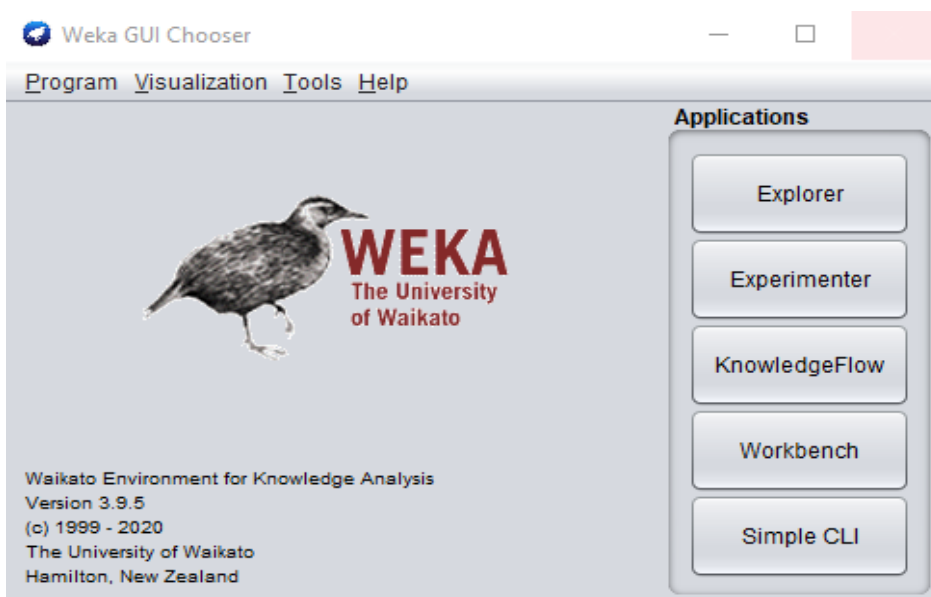 Weka GUI Chooser
Program Visualization Tools Help
Applications
Explorer
Experimenter
KnowledgeFlow
Workbench
Simple CLI
WEKA
The University
of Waikato
Waikato Environment for Knowledge Analysis
Version 3.9.5
(c) 1999 - 2020
The University of Waikato
Hamilton, New Zealand